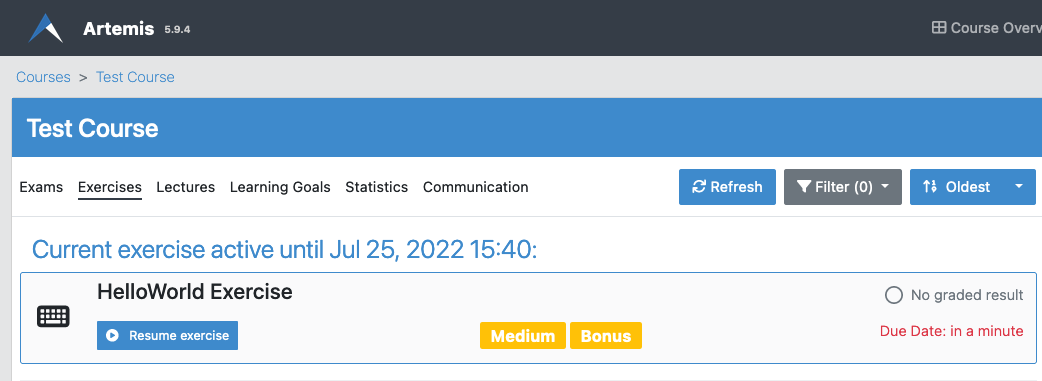 Artemis 5.9.4
Course Overv
Courses > Test Course
Test Course
Exams Exercises Lectures Learning Goals Statistics Communication
Refresh Filter (0) Oldest
Current exercise active until Jul 25, 2022 15:40:
HelloWorld Exercise
No graded result
Resume exercise
Medium Bonus
Due Date: in a minute